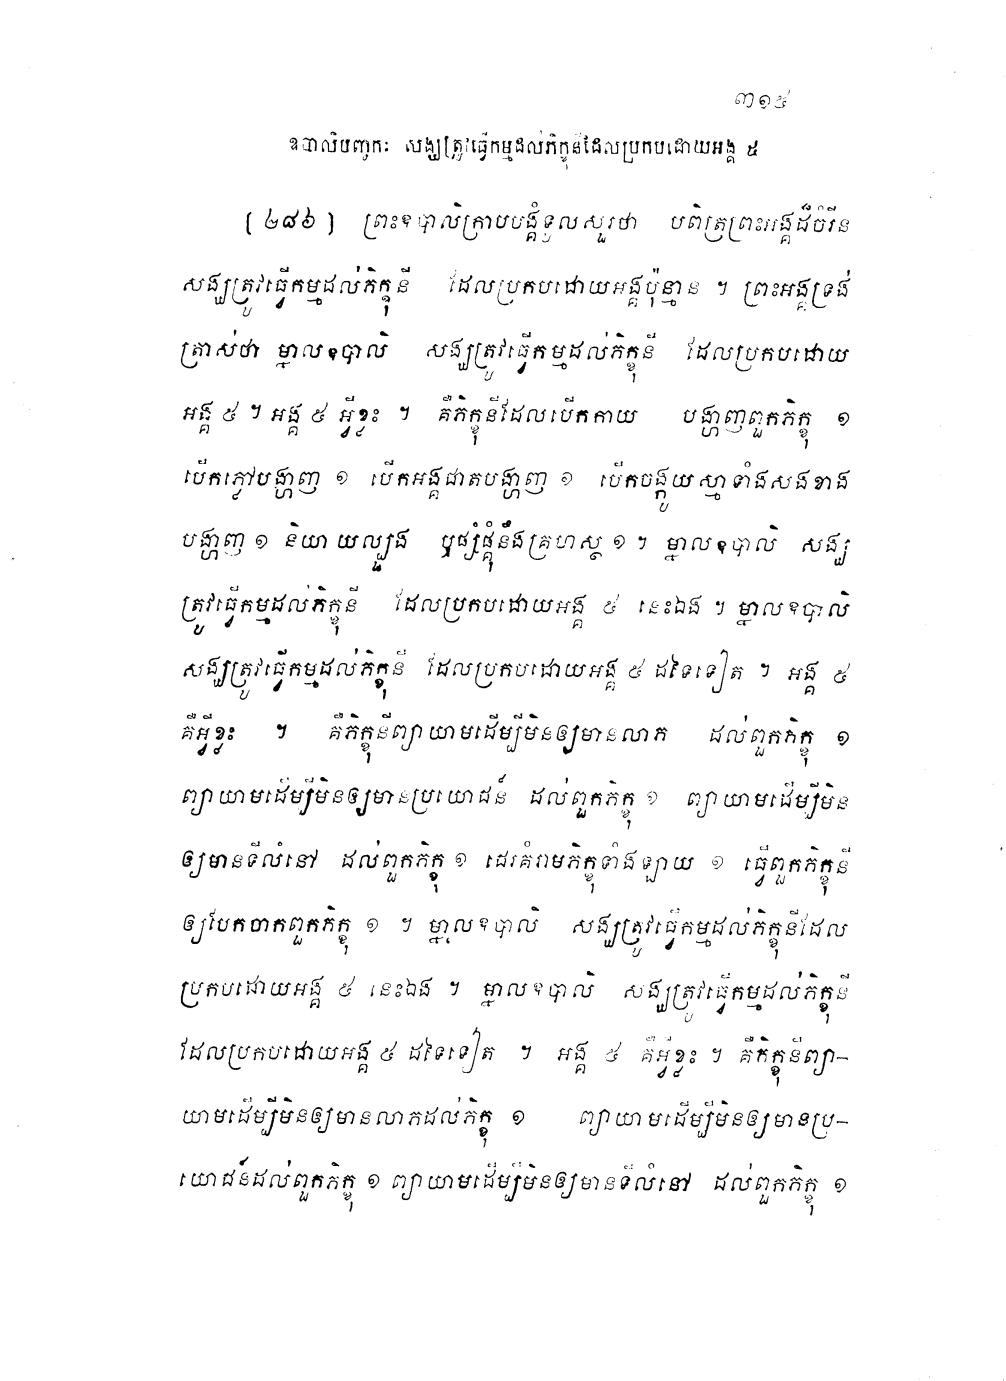 ៣១៥
ឧបាលិបញ្ចកៈ សង្ឃត្រូវធ្វើកម្មដល់ភិក្ខុនីដែលប្រកបដោយអង្គ ៥
[៤៨៦] ព្រះឧបាលិក្រាបបង្គំទូលសួរថា បពិត្រព្រះអង្គដ៏ចំរើន
សង្ឃត្រូវធ្វើកម្មដល់ភិក្ខុនី ដែលប្រកបដោយអង្គប៉ុន្មាន ។ ព្រះអង្គទ្រង់
ត្រាស់ថា ម្នាលឧបាលិ សង្ឃត្រូវធ្វើកម្មដល់ភិក្ខុនី ដែលប្រកបដោយ
អង្គ ៥ ។ អង្គ ៥ អ្វីខ្លះ ។ គឺភិក្ខុនីដែលបើកកាយ បង្ហាញពួកភិក្ខុ ១
បើកភ្លៅបង្ហាញ ១ បើកអង្គជាតបង្ហាញ ១ បើកចង្កួយស្មាទាំងសងខាង
បង្ហាញ ១ និយាយល្បួង ឬផ្សំផ្គុំនឹងគ្រហស្ថ ១ ។ ម្នាលឧបាលិ សង្ឃ
ត្រូវធ្វើកម្មដល់ភិក្ខុនី ដែលប្រកបដោយអង្គ ៥ នេះឯង ។ ម្នាលឧបាលិ
សង្ឃត្រូវធ្វើកម្មដល់ភិក្ខុនី ដែលប្រកបដោយអង្គ ៥ ដទៃទៀត ។ អង្គ ៥
គឺអ្វីខ្លះ ។ គឺភិក្ខុនីព្យាយាមដើម្បីមិនឲ្យមានលាភ ដល់ពួកភិក្ខុ ១
ព្យាយាមដើម្បីមិនឲ្យមានប្រយោជន៍ ដល់ពួកភិក្ខុ ១ ព្យាយាមដើម្បីមិន
ឲ្យមានទីលំនៅ ដល់ពួកភិក្ខុ ១ ជេរគំរាមភិក្ខុទាំងឡាយ ១ ធ្វើពួកភិក្ខុនី
ឲ្យបែកចាកពួកភិក្ខុ ១ ។ ម្នាលឧបាលិ សង្ឃត្រូវធ្វើកម្មដល់ភិក្ខុនីដែល
ប្រកបដោយអង្គ ៥ នេះឯង ។ ម្នាលឧបាលិ សង្ឃត្រូវធ្វើកម្មដល់ភិក្ខុនី
ដែលប្រកបដោយអង្គ ៥ ដទៃទៀត ។ អង្គ ៥ គឺអ្វីខ្លះ ។ គឺភិក្ខុនីព្យា-
យាមដើម្បីមិនឲ្យមានលាភដល់ភិក្ខុ ១ ព្យាយាមដើម្បីមិនឲ្យមានប្រ-
យោជន៍ដល់ពួកភិក្ខុ ១ ព្យាយាមដើម្បីមិនឲ្យមានទីលំនៅ ដល់ពួកភិក្ខុ ១